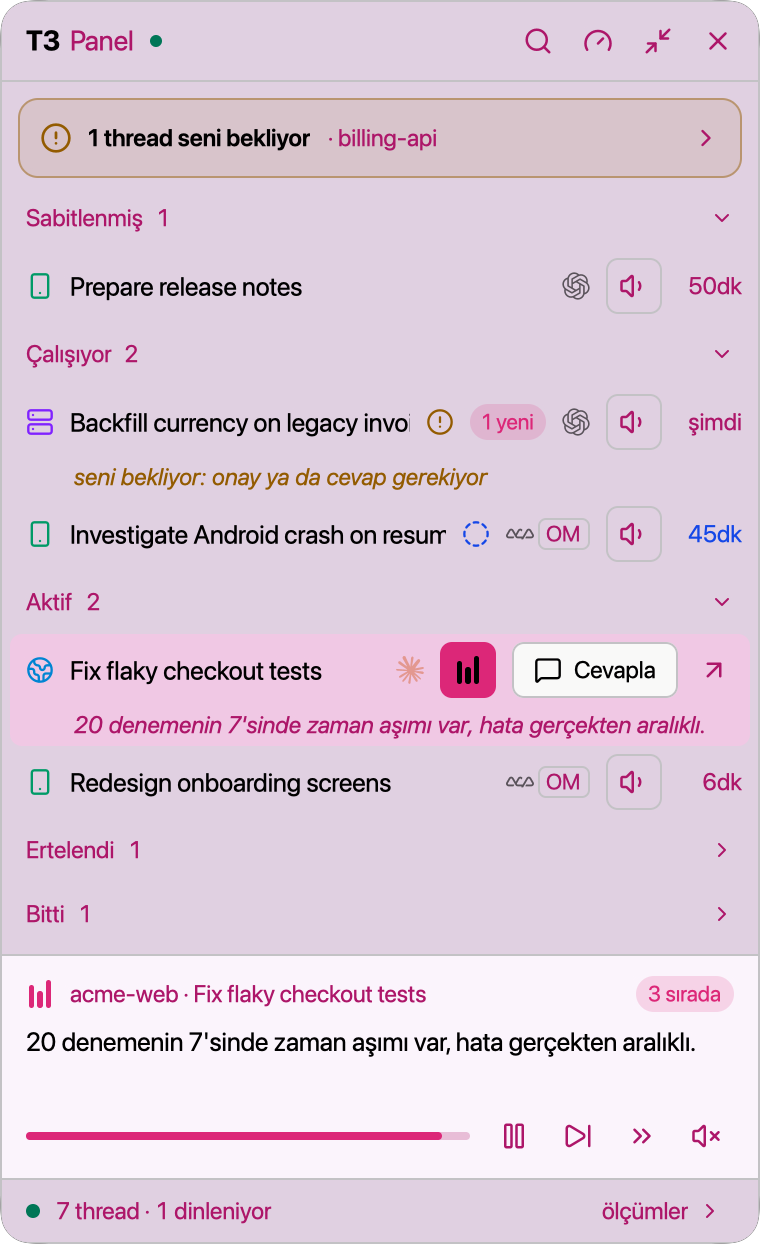 T3 Panel
1 thread seni bekliyor · billing-api
Sabitlenmiş 1
Prepare release notes 50dk
Çalışıyor 2
Backfill currency on legacy invoi 1 yeni şimdi
seni bekliyor: onay ya da cevap gerekiyor
Investigate Android crash on resum OM 45dk
Aktif 2
Fix flaky checkout tests Cevapla
20 denemenin 7'sinde zaman aşımı var, hata gerçekten aralıklı.
Redesign onboarding screens OM 6dk
Ertelendi 1
Bitti 1
acme-web · Fix flaky checkout tests 3 sırada
20 denemenin 7'sinde zaman aşımı var, hata gerçekten aralıklı.
7 thread · 1 dinleniyor ölçümler